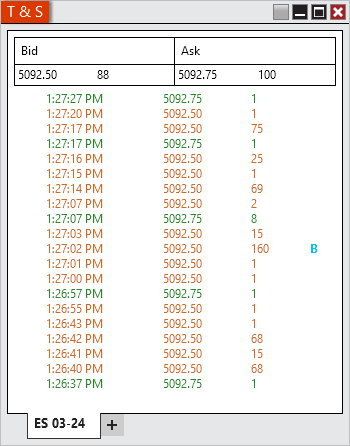 T & S
Bid Ask
5092.50 88 5092.75 100
1:27:27 PM 5092.75 1
1:27:20 PM 5092.50 1
1:27:17 PM 5092.50 75
1:27:17 PM 5092.75 1
1:27:16 PM 5092.50 25
1:27:15 PM 5092.50 1
1:27:14 PM 5092.50 69
1:27:07 PM 5092.50 2
1:27:07 PM 5092.75 8
1:27:03 PM 5092.50 15
1:27:02 PM 5092.50 160 B
1:27:01 PM 5092.50 1
1:27:00 PM 5092.50 1
1:26:57 PM 5092.75 1
1:26:55 PM 5092.50 1
1:26:43 PM 5092.50 1
1:26:42 PM 5092.50 68
1:26:41 PM 5092.50 15
1:26:40 PM 5092.50 68
1:26:37 PM 5092.75 1
ES 03-24 +